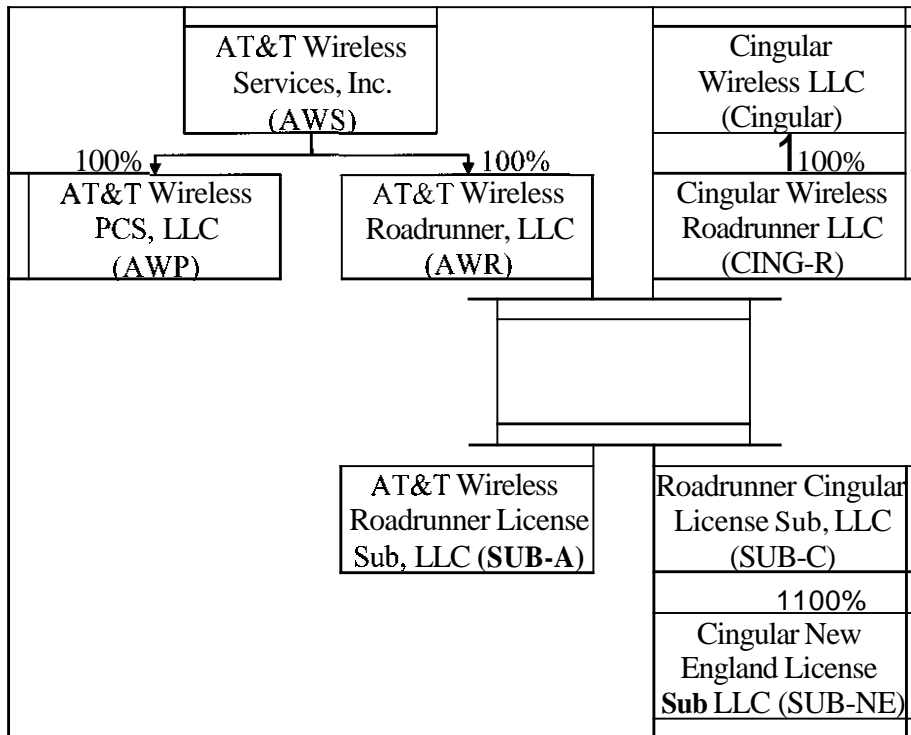 AT&T Wireless
Services, Inc.
(AWS)
Cingular
Wireless LLC
(Cingular)
100%
100%
1100%
AT&T Wireless
PCS, LLC
(AWP)
AT&T Wireless
Roadrunner, LLC
(AWR)
Cingular Wireless
Roadrunner LLC
(CING-R)
AT&T Wireless
Roadrunner License
Sub, LLC (SUB-A)
Roadrunner Cingular
License Sub, LLC
(SUB-C)
1100%
Cingular New
England License
Sub LLC (SUB-NE)